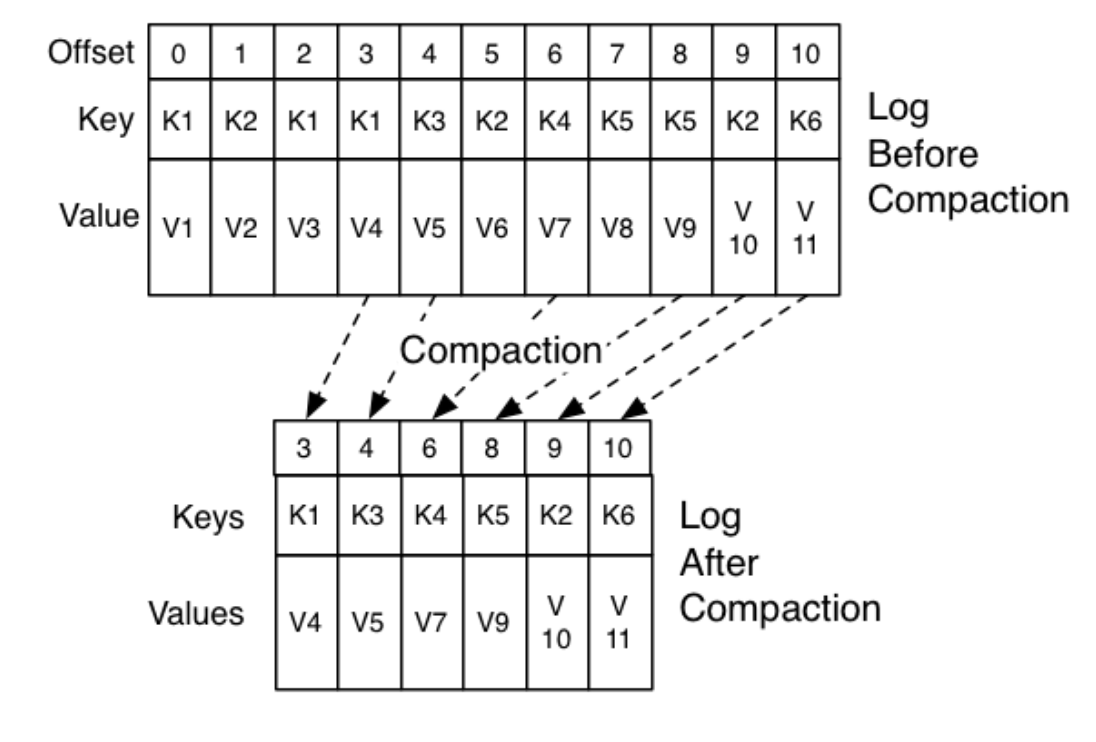 Offset 0 1 2 3 4 5 6 7 8 9 10
Key K1 K2 K1 K1 K3 K2 K4 K5 K5 K2 K6
Value V1 V2 V3 V4 V5 V6 V7 V8 V9 V 10 V 11
Log
Before
Compaction
Compaction
3 4 6 8 9 10
Keys K1 K3 K4 K5 K2 K6
Values V4 V5 V7 V9 V 10 V 11
Log
After
Compaction